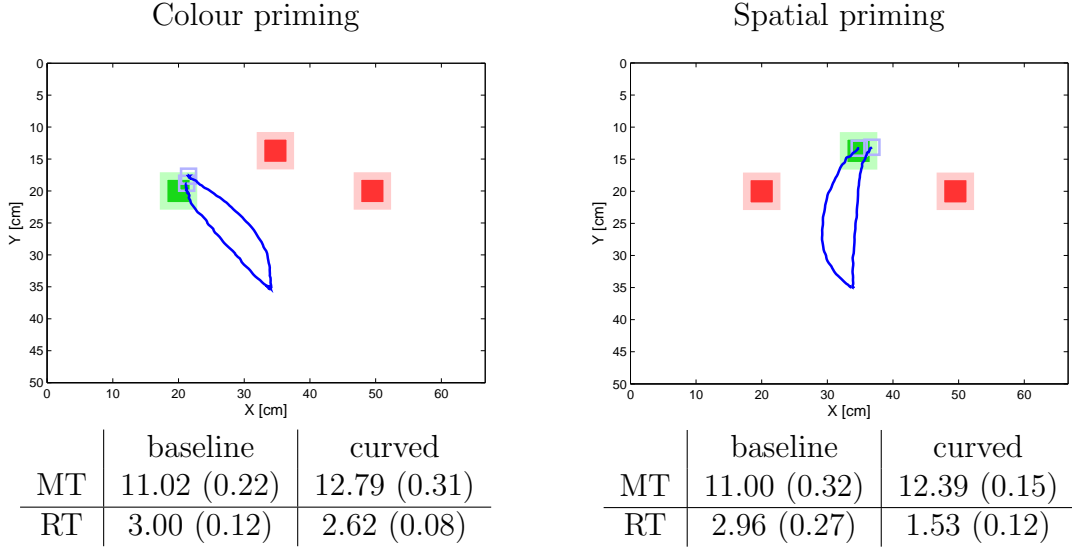 Colour priming
0
5
10
15
20
25
30
35
40
45
50
Y [cm]
0 10 20 30 40 50 60
X [cm]
baseline curved
MT 11.02 (0.22) 12.79 (0.31)
RT 3.00 (0.12) 2.62 (0.08)
Spatial priming
0
5
10
15
20
25
30
35
40
45
50
Y [cm]
0 10 20 30 40 50 60
X [cm]
baseline curved
MT 11.00 (0.32) 12.39 (0.15)
RT 2.96 (0.27) 1.53 (0.12)